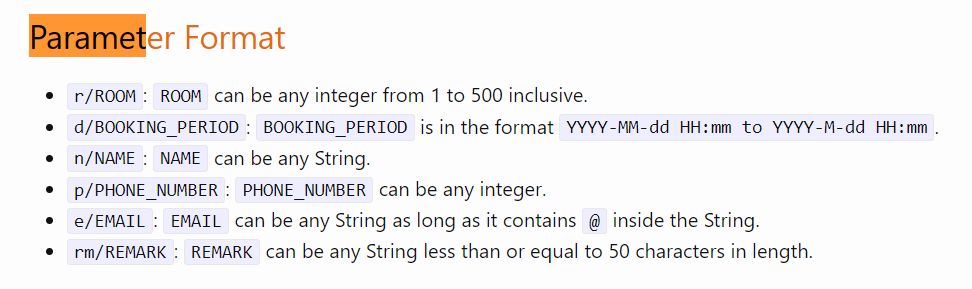 Parameter Format
r/ROOM: ROOM can be any integer from 1 to 500 inclusive.
d/BOOKING_PERIOD: BOOKING_PERIOD is in the format YYYY-MM-dd HH:mm to YYYY-M-dd HH:mm.
n/NAME: NAME can be any String.
p/PHONE_NUMBER: PHONE_NUMBER can be any integer.
e/EMAIL: EMAIL can be any String as long as it contains @ inside the String.
rm/REMARK: REMARK can be any String less than or equal to 50 characters in length.